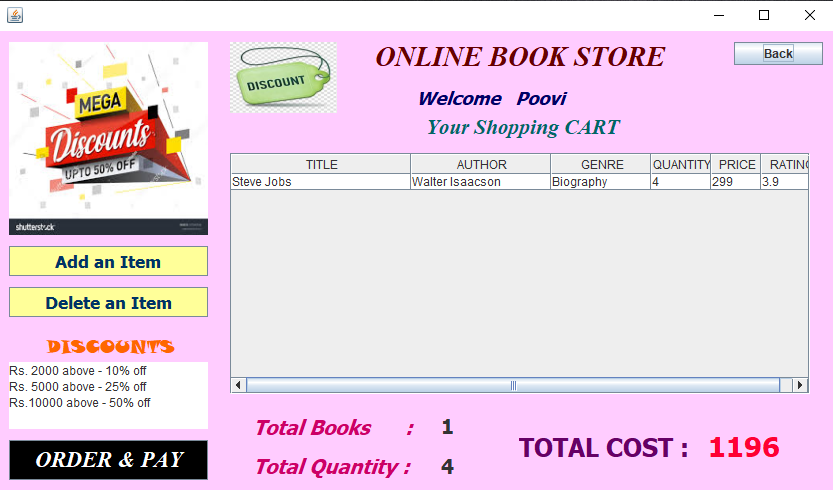 ONLINE BOOK STORE
Back
MEGA
Discounts
UPTO 50% OFF
shutterstock
DISCOUNT
Welcome Poovi
Your Shopping CART
TITLE AUTHOR GENRE QUANTITY PRICE RATING
Steve Jobs Walter Isaacson Biography 4 299 3.9
Add an Item
Delete an Item
DISCOUNTS
Rs. 2000 above - 10% off
Rs. 5000 above - 25% off
Rs.10000 above - 50% off
ORDER & PAY
Total Books : 1
Total Quantity : 4
TOTAL COST : 1196